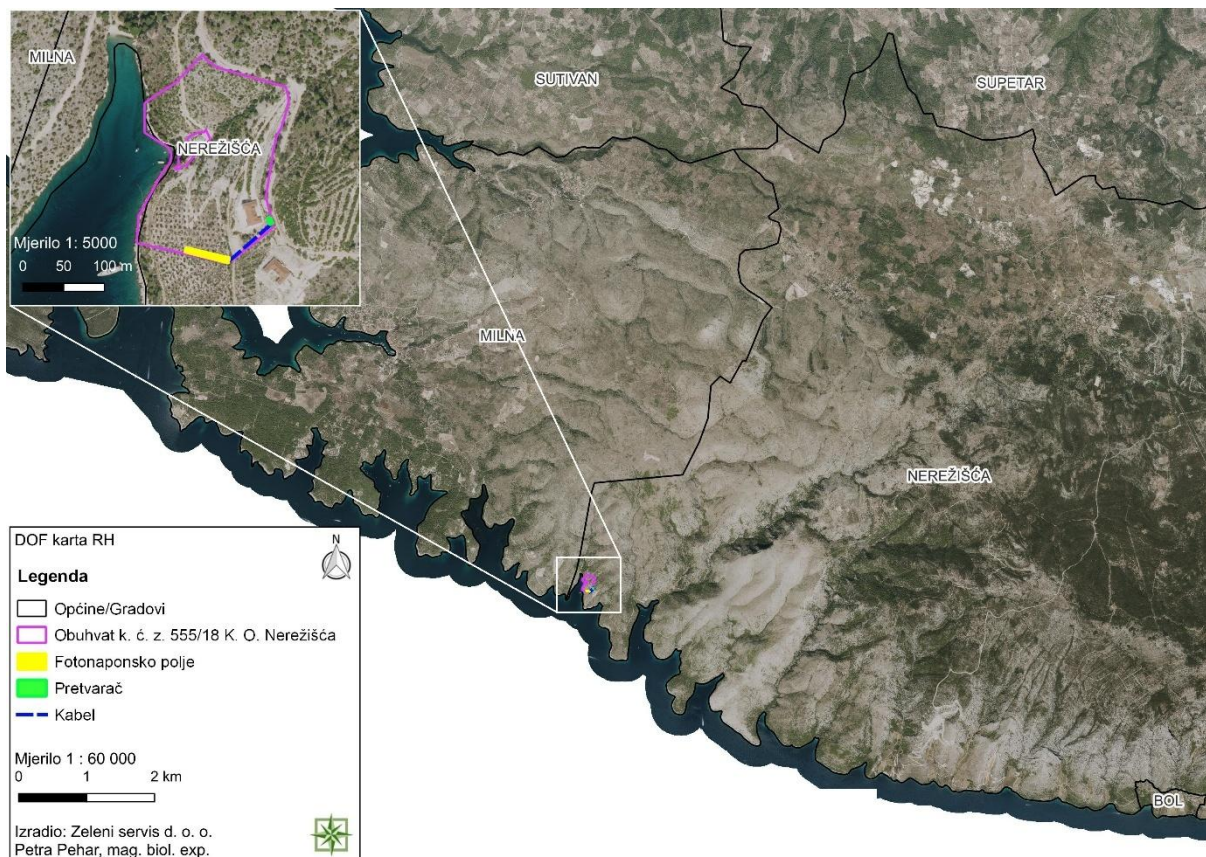 MILNA
NEREŽIŠĆA
Mjerilo 1: 5000
0 50 100 m
SUTIVAN
SUPETAR
MILNA
NEREŽIŠĆA
BOL
DOF karta RH
N
Legenda
Općine/Gradovi
Obuhvat k. č. z. 555/18 K. O. Nerežišća
Fotonaponsko polje
Pretvarač
Kabel
Mjerilo 1 : 60 000
0 1 2 km
Izradio: Zeleni servis d. o. o.
Petra Pehar, mag. biol. exp.